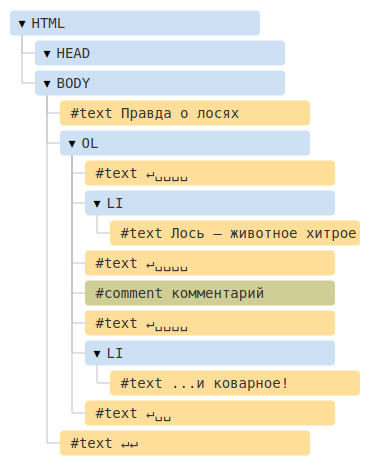 ▼ HTML
▼ HEAD
▼ BODY
#text Правда о лосях
▼ OL
#text ↵␣␣␣␣
▼ LI
#text Лось — животное хитрое
#text ↵␣␣␣␣
#comment комментарий
#text ↵␣␣␣␣
▼ LI
#text ...и коварное!
#text ↵␣␣
#text ↵↵